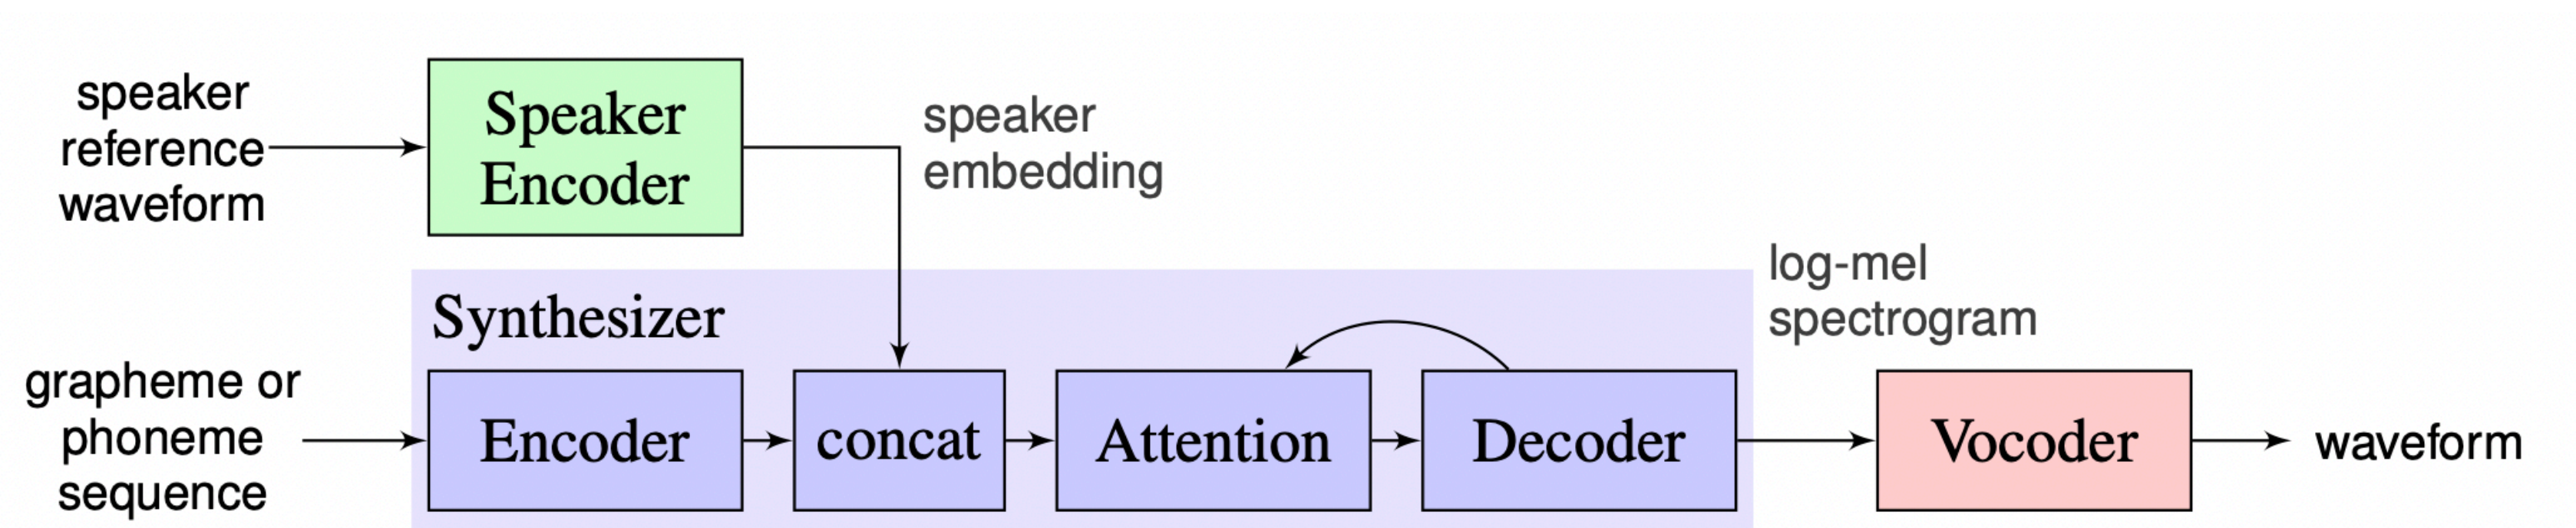 speaker
reference
waveform
Speaker
Encoder
speaker
embedding
Synthesizer
log-mel
spectrogram
grapheme or
phoneme
sequence
Encoder
concat
Attention
Decoder
Vocoder
waveform